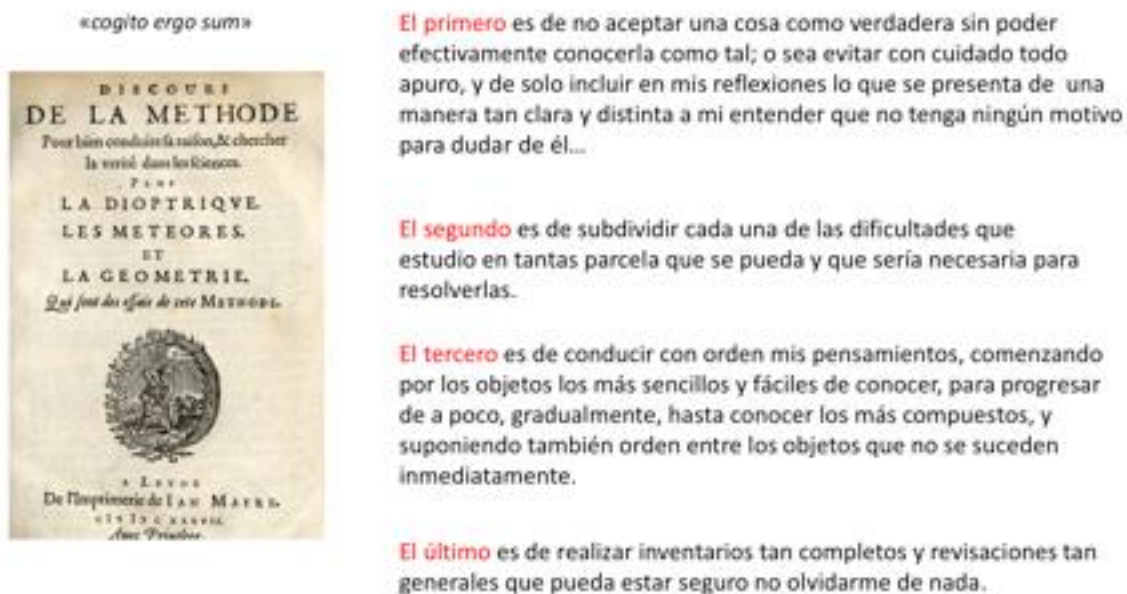 «cogito ergo sum»
DISCOURS
DE LA METHODE
Pour bien conduire sa raison, & chercher
la verité dans les sciences.
PLUS
LA DIOPTRIQVE.
LES METEORES.
ET
LA GEOMETRIE.
Qui sont des essais de cete METHODE.
A LEYDE
De l'Imprimerie de IAN MAIRE.
Avec Privilege.
El primero es de no aceptar una cosa como verdadera sin poder
efectivamente conocerla como tal; o sea evitar con cuidado todo
apuro, y de solo incluir en mis reflexiones lo que se presenta de una
manera tan clara y distinta a mi entender que no tenga ningún motivo
para dudar de él...
El segundo es de subdividir cada una de las dificultades que
estudio en tantas parcela que se pueda y que sería necesaria para
resolverlas.
El tercero es de conducir con orden mis pensamientos, comenzando
por los objetos los más sencillos y fáciles de conocer, para progresar
de a poco, gradualmente, hasta conocer los más compuestos, y
suponiendo también orden entre los objetos que no se suceden
inmediatamente.
El último es de realizar inventarios tan completos y revisaciones tan
generales que pueda estar seguro no olvidarme de nada.